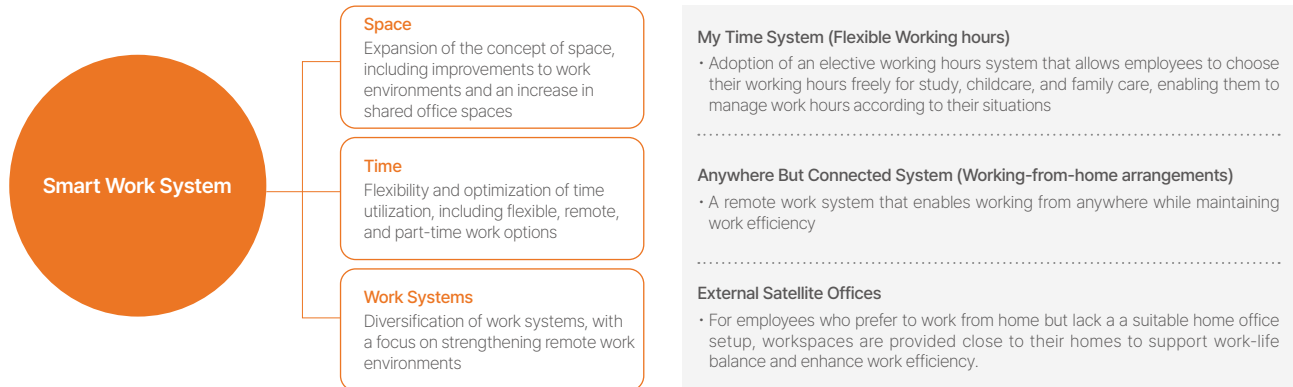 Smart Work System
Space
Expansion of the concept of space,
including improvements to work
environments and an increase in
shared office spaces
Time
Flexibility and optimization of time
utilization, including flexible, remote,
and part-time work options
Work Systems
Diversification of work systems, with
a focus on strengthening remote work
environments
My Time System (Flexible Working hours)
・Adoption of an elective working hours system that allows employees to choose
their working hours freely for study, childcare, and family care, enabling them to
manage work hours according to their situations
Anywhere But Connected System (Working-from-home arrangements)
・A remote work system that enables working from anywhere while maintaining
work efficiency
External Satellite Offices
・For employees who prefer to work from home but lack a a suitable home office
setup, workspaces are provided close to their homes to support work-life
balance and enhance work efficiency.